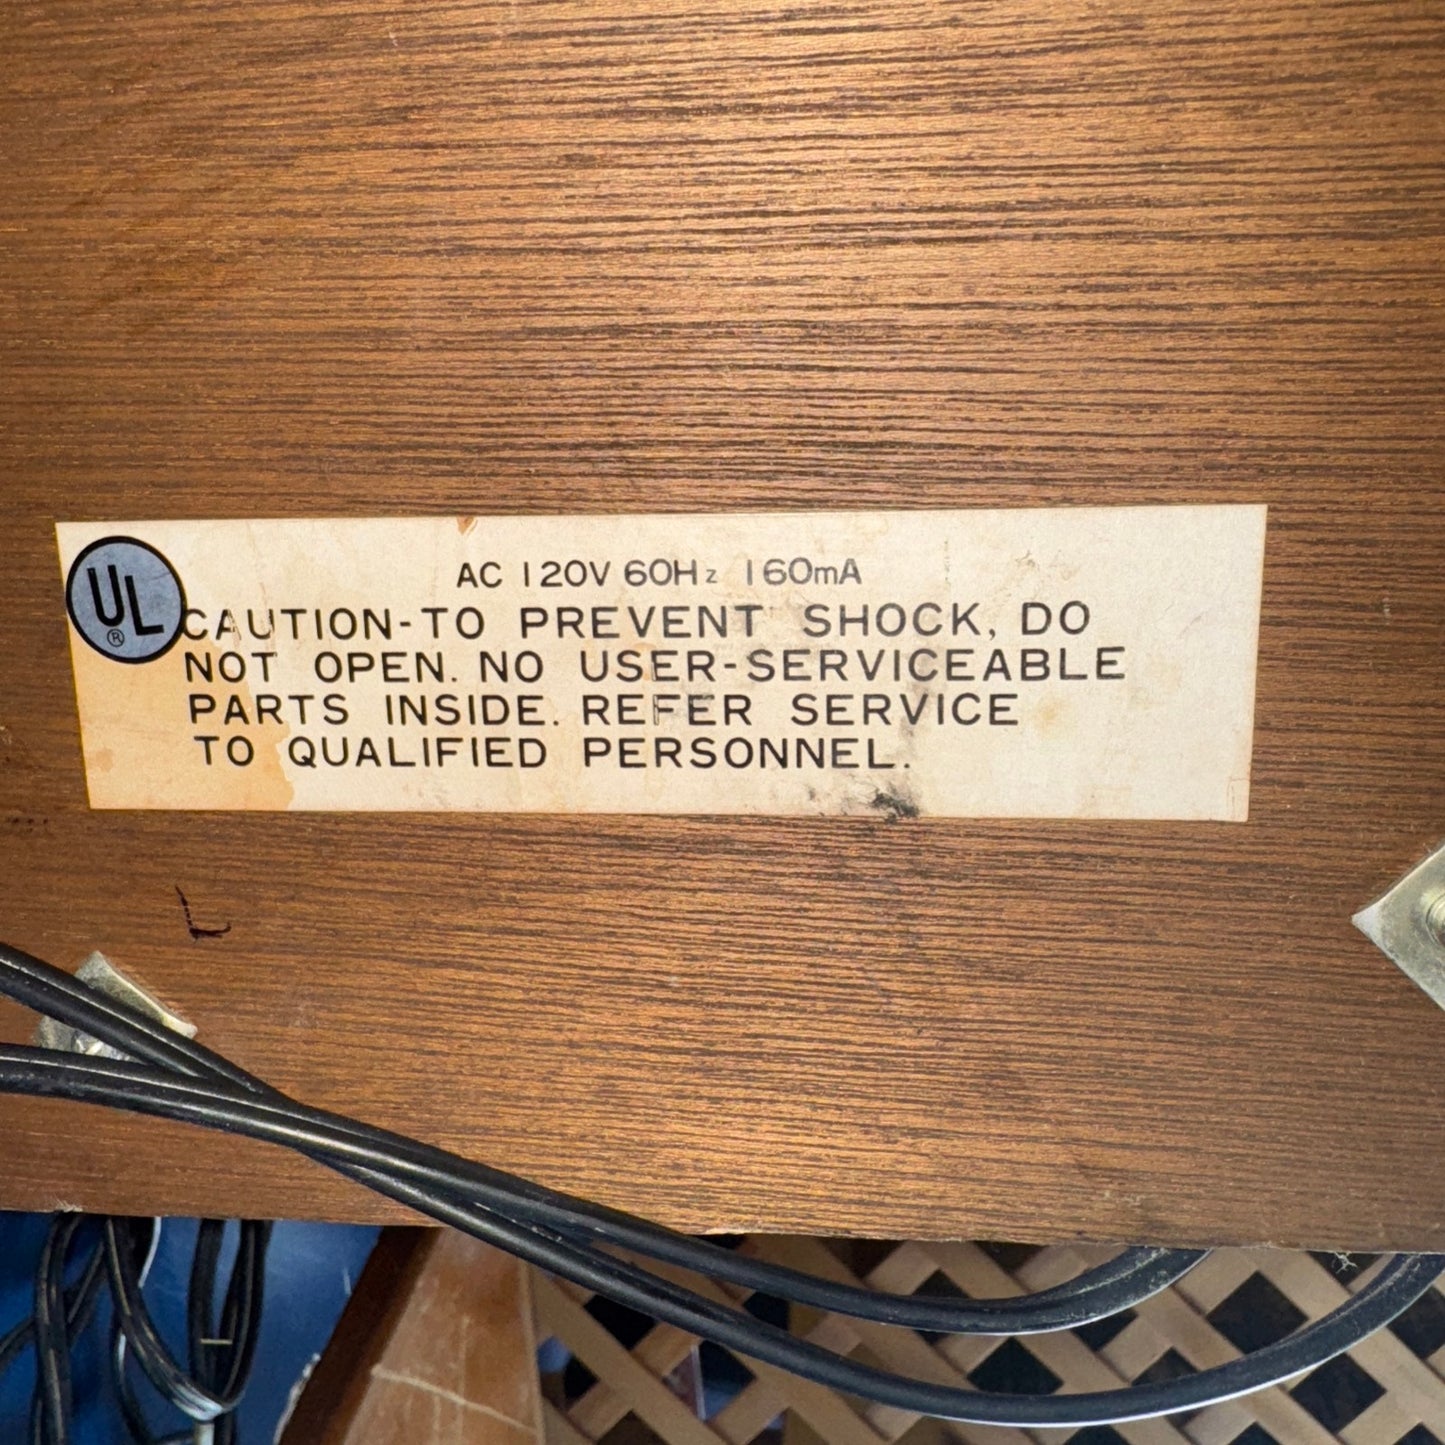 AC 120V 60Hz 160mA
UL
®
CAUTION-TO PREVENT SHOCK, DO
NOT OPEN. NO USER-SERVICEABLE
PARTS INSIDE. REFER SERVICE
TO QUALIFIED PERSONNEL.
L